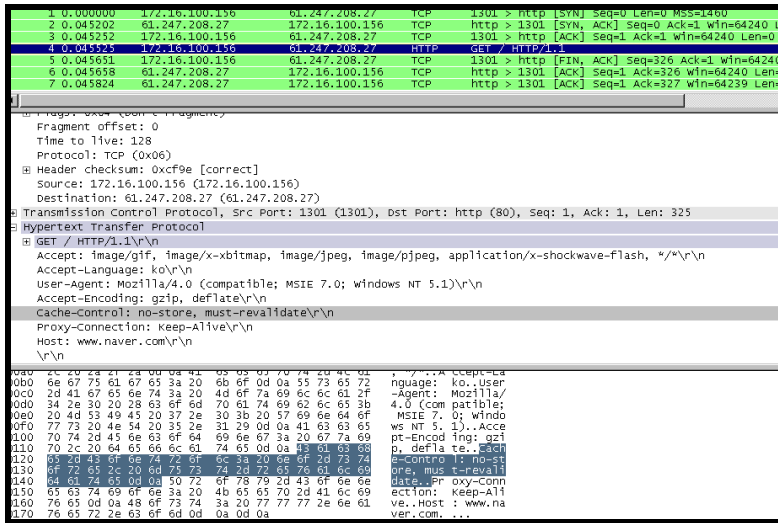 1 0.000000 172.16.100.156 61.247.208.27 TCP 1301 > http [SYN] Seq=0 Len=0 MSS=1460
2 0.045202 61.247.208.27 172.16.100.156 TCP http > 1301 [SYN, ACK] Seq=0 Ack=1 Win=64240 L
3 0.045252 172.16.100.156 61.247.208.27 TCP 1301 > http [ACK] Seq=1 Ack=1 Win=64240 Len=0
4 0.045525 172.16.100.156 61.247.208.27 HTTP GET / HTTP/1.1
5 0.045651 172.16.100.156 61.247.208.27 TCP 1301 > http [FIN, ACK] Seq=326 Ack=1 Win=64240
6 0.045658 61.247.208.27 172.16.100.156 TCP http > 1301 [ACK] Seq=1 Ack=326 Win=64240 Len=
7 0.045824 61.247.208.27 172.16.100.156 TCP http > 1301 [ACK] Seq=1 Ack=327 Win=64239 Len=
Flags: 0x04 (Don't Fragment)
Fragment offset: 0
Time to live: 128
Protocol: TCP (0x06)
Header checksum: 0xcf9e [correct]
Source: 172.16.100.156 (172.16.100.156)
Destination: 61.247.208.27 (61.247.208.27)
Transmission Control Protocol, Src Port: 1301 (1301), Dst Port: http (80), Seq: 1, Ack: 1, Len: 325
Hypertext Transfer Protocol
GET / HTTP/1.1\r\n
Accept: image/gif, image/x-xbitmap, image/jpeg, image/pjpeg, application/x-shockwave-flash, */*\r\n
Accept-Language: ko\r\n
User-Agent: Mozilla/4.0 (compatible; MSIE 7.0; Windows NT 5.1)\r\n
Accept-Encoding: gzip, deflate\r\n
Cache-Control: no-store, must-revalidate\r\n
Proxy-Connection: Keep-Alive\r\n
Host: www.naver.com\r\n
\r\n
00a0 2c 20 2a 2f 2a 0d 0a 41 63 63 65 70 74 2d 4c 61 , */*..A ccept-La
00b0 6e 67 75 61 67 65 3a 20 6b 6f 0d 0a 55 73 65 72 nguage: ko..User
00c0 2d 41 67 65 6e 74 3a 20 4d 6f 7a 69 6c 6c 61 2f -Agent: Mozilla/
00d0 34 2e 30 20 28 63 6f 6d 70 61 74 69 62 6c 65 3b 4.0 (com patible;
00e0 20 4d 53 49 45 20 37 2e 30 3b 20 57 69 6e 64 6f MSIE 7. 0; Windo
00f0 77 73 20 4e 54 20 35 2e 31 29 0d 0a 41 63 63 65 ws NT 5. 1)..Acce
0100 70 74 2d 45 6e 63 6f 64 69 6e 67 3a 20 67 7a 69 pt-Encod ing: gzi
0110 70 2c 20 64 65 66 6c 61 74 65 0d 0a 43 61 63 68 p, defla te..Cach
0120 65 2d 43 6f 6e 74 72 6f 6c 3a 20 6e 6f 2d 73 74 e-Contro l: no-st
0130 6f 72 65 2c 20 6d 75 73 74 2d 72 65 76 61 6c 69 ore, mus t-revali
0140 64 61 74 65 0d 0a 50 72 6f 78 79 2d 43 6f 6e 6e date..Pr oxy-Conn
0150 65 63 74 69 6f 6e 3a 20 4b 65 65 70 2d 41 6c 69 ection: Keep-Ali
0160 76 65 0d 0a 48 6f 73 74 3a 20 77 77 77 2e 6e 61 ve..Host : www.na
0170 76 65 72 2e 63 6f 6d 0d 0a 0d 0a ver.com. ...